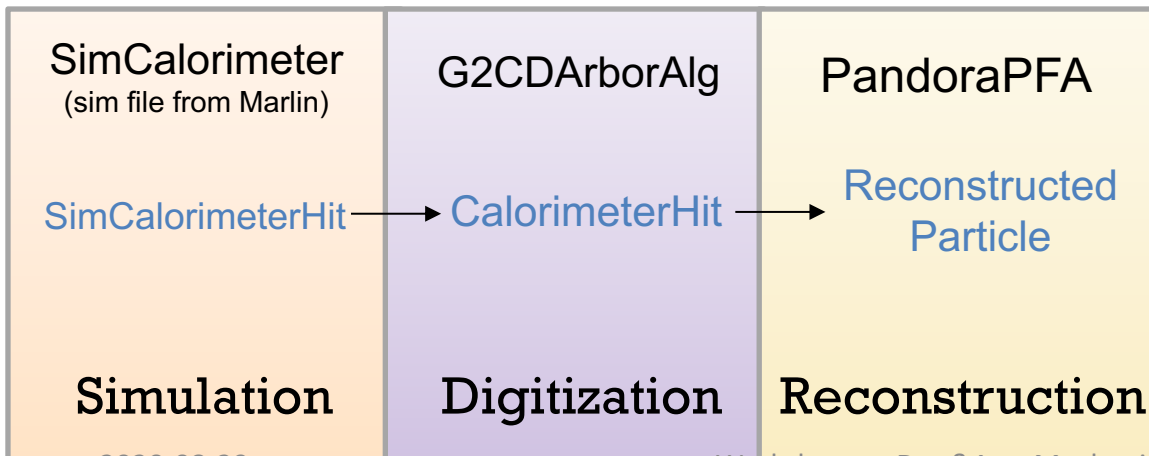 SimCalorimeter
(sim file from Marlin)
SimCalorimeterHit
Simulation
G2CDArborAlg
CalorimeterHit
Digitization
PandoraPFA
Reconstructed
Particle
Reconstruction